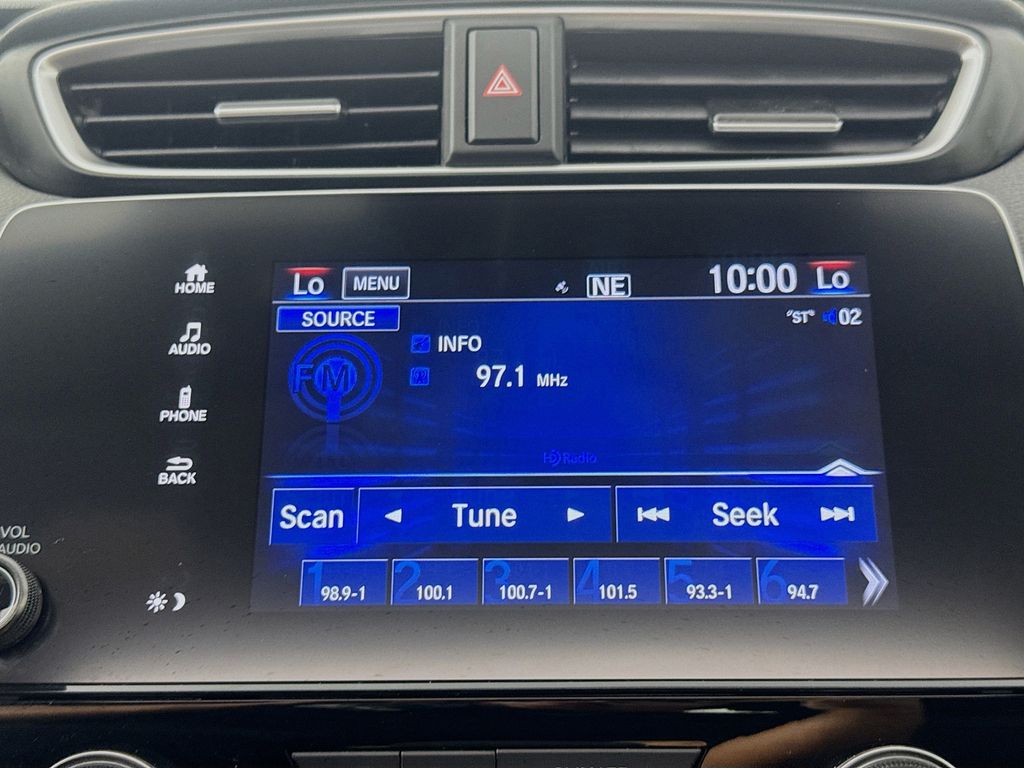 Lo MENU NE 10:00 Lo
SOURCE "ST" 02
HOME
INFO
FM 97.1 MHz
AUDIO
PHONE
HD Radio
BACK
Scan Tune Seek
VOL
AUDIO
1 98.9-1 2 100.1 3 100.7-1 4 101.5 5 93.3-1 6 94.7